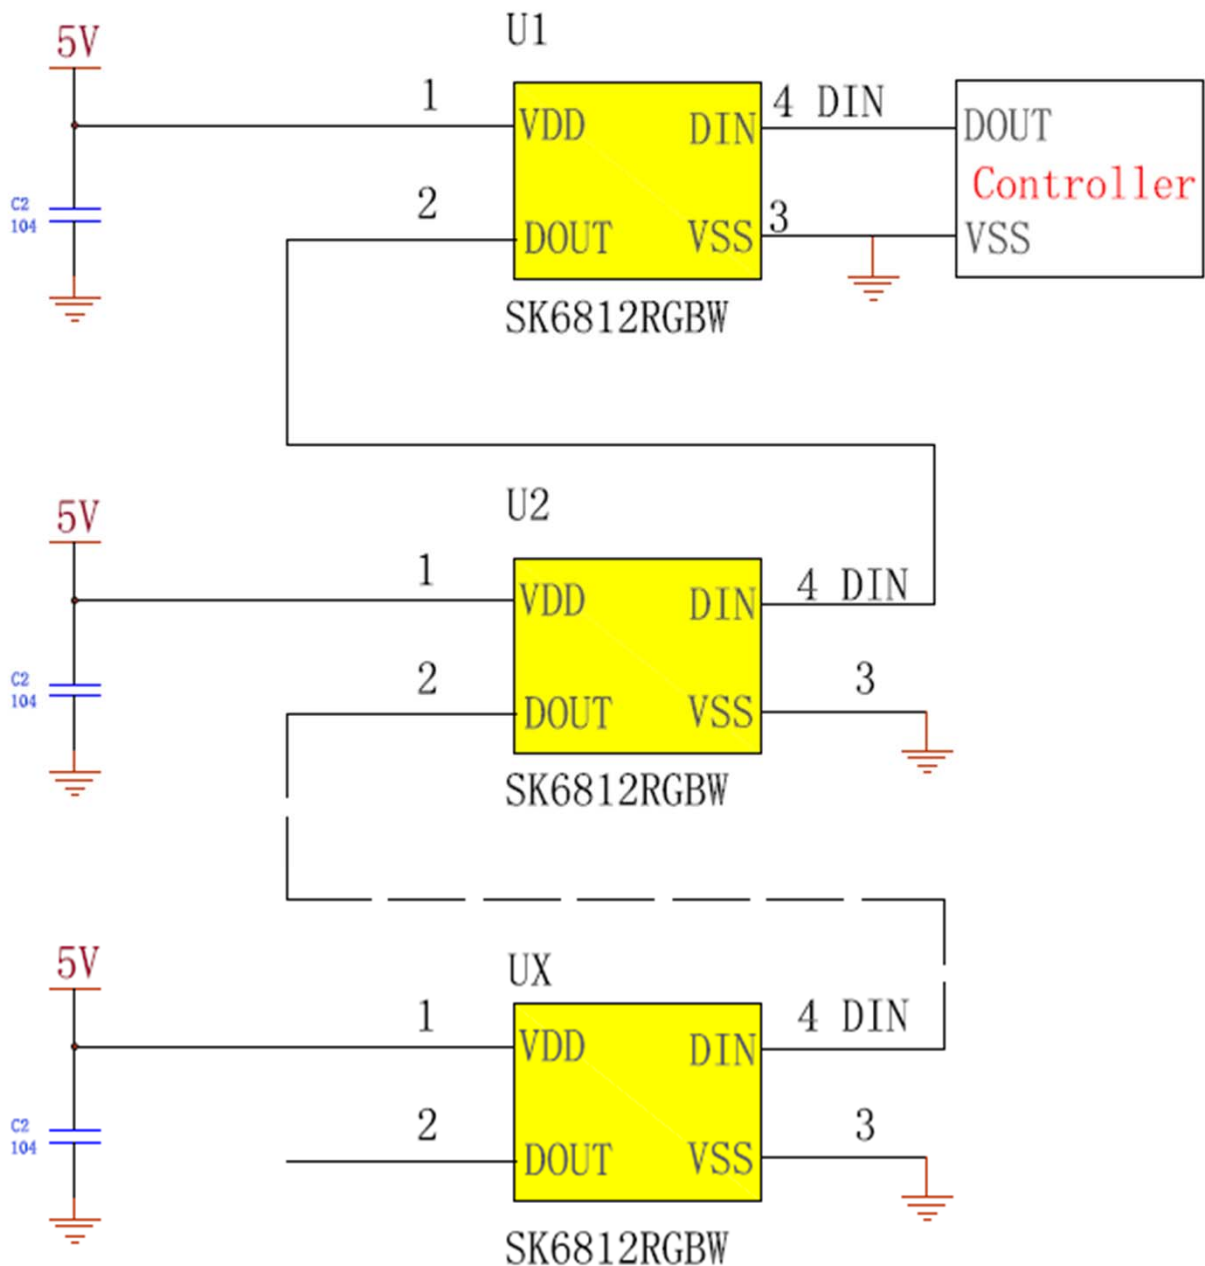 U1
5V
1
VDD
DIN
4 DIN
DOUT
Controller
C2
104
2
DOUT
VSS
3
VSS
SK6812RGBW
U2
5V
1
VDD
DIN
4 DIN
C2
104
2
DOUT
VSS
3
SK6812RGBW
UX
5V
1
VDD
DIN
4 DIN
C2
104
2
DOUT
VSS
3
SK6812RGBW